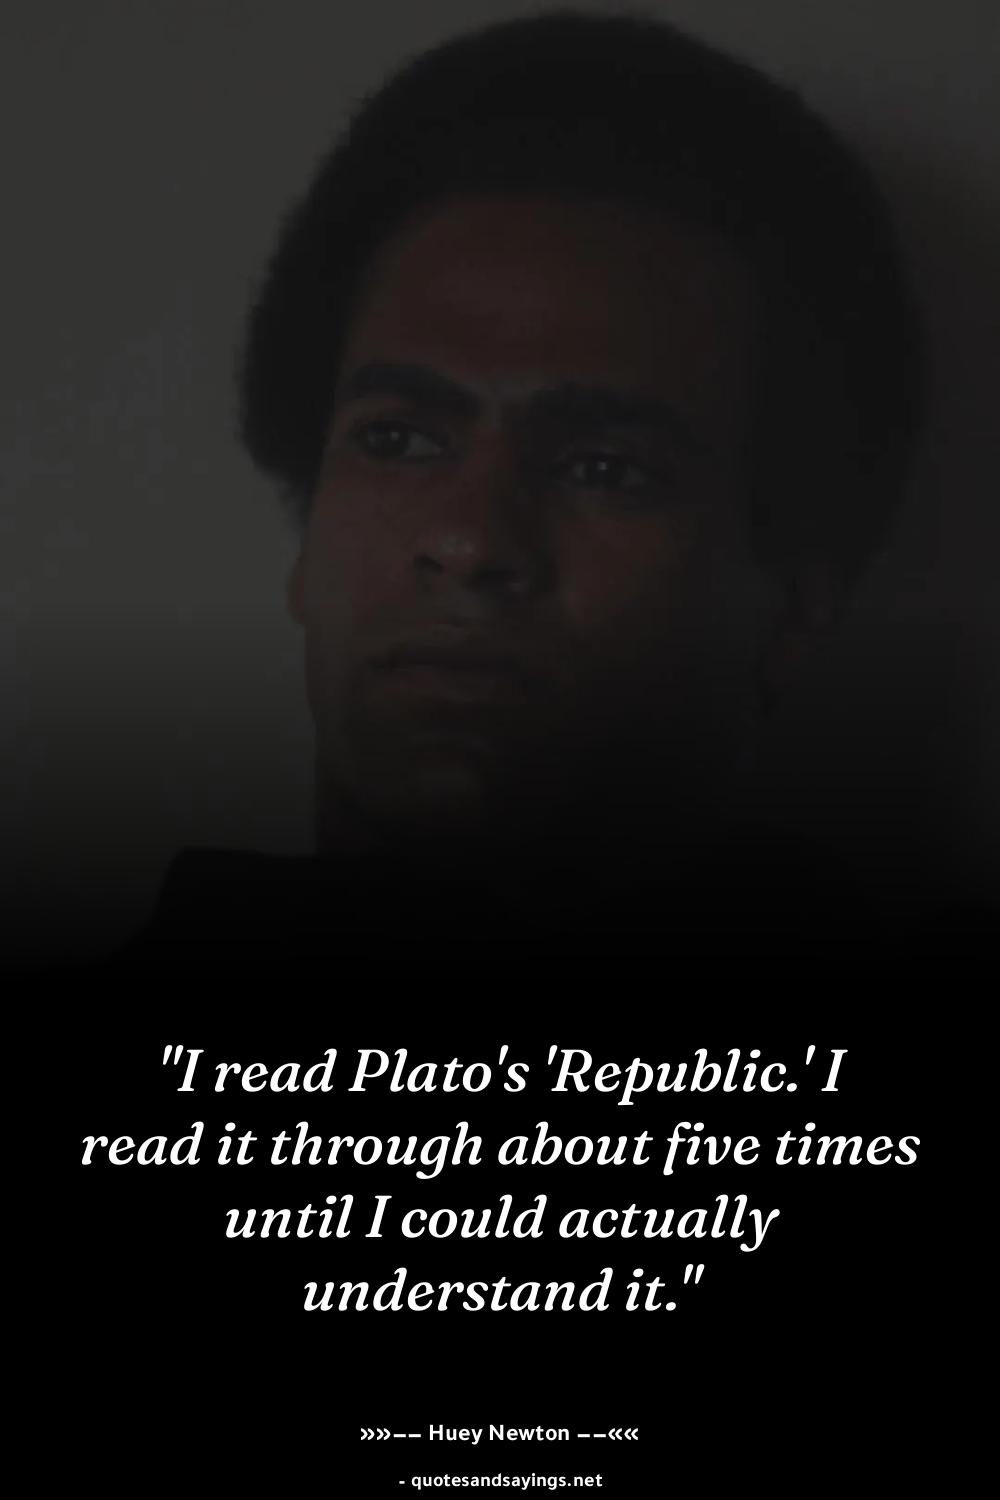 "I read Plato's 'Republic.' I
read it through about five times
until I could actually
understand it."
»»−− Huey Newton −−««
- quotesandsayings.net